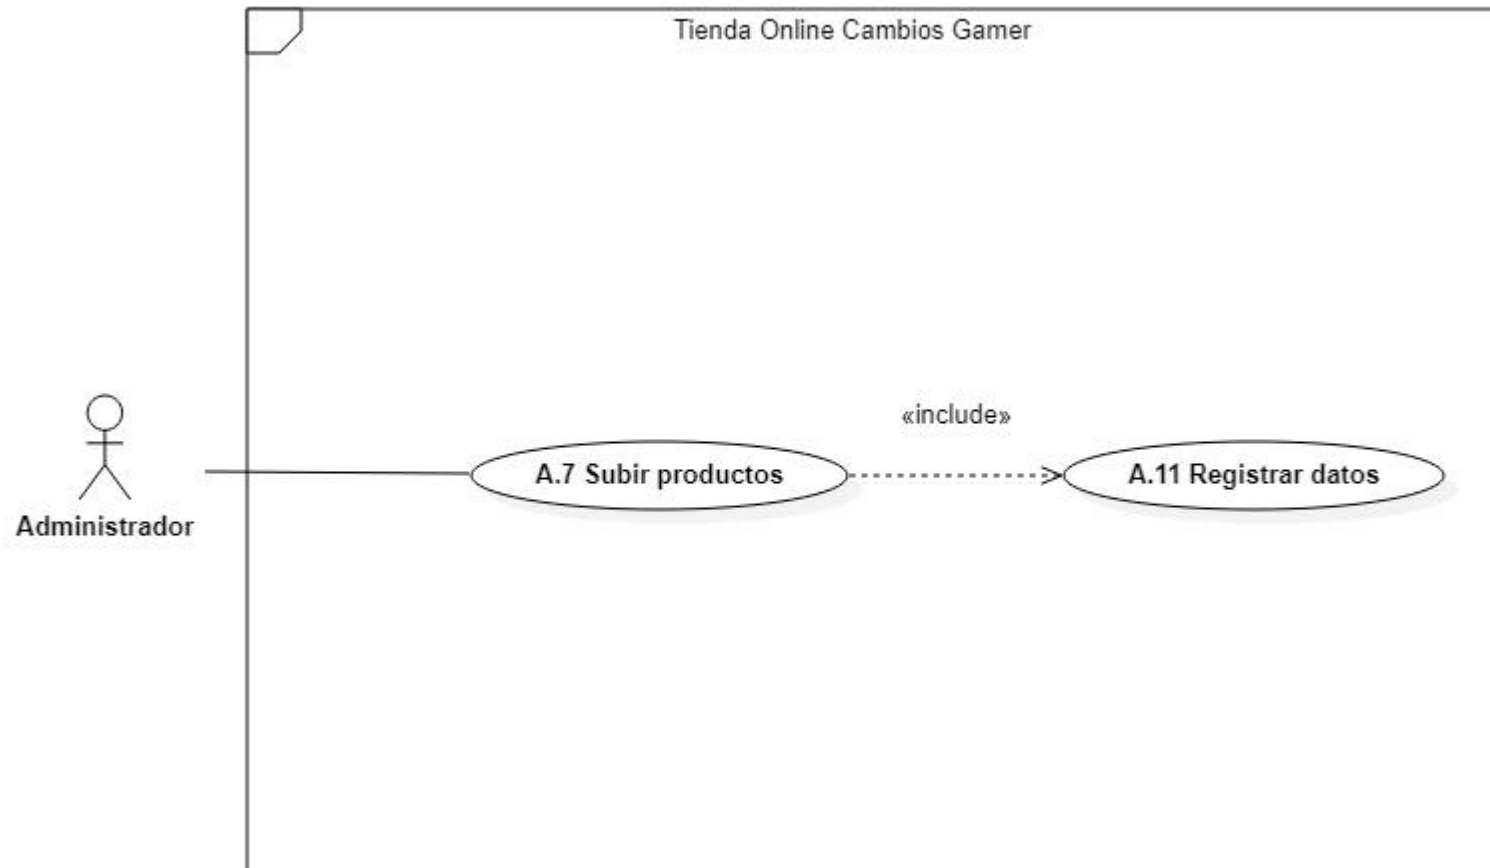 Tienda Online Cambios Gamer
«include»
A.7 Subir productos
A.11 Registrar datos
Administrador